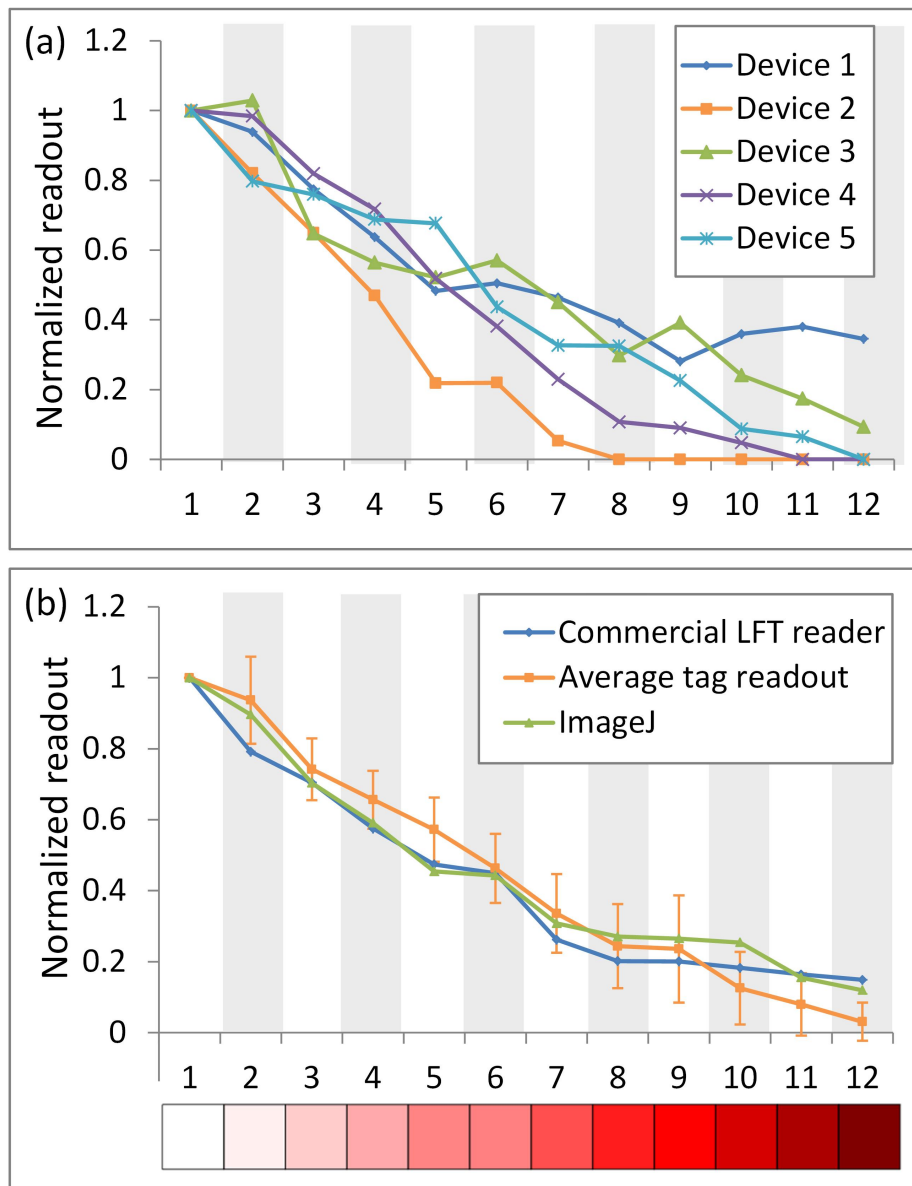 (a)
1.2
1
0.8
0.6
0.4
0.2
0
Normalized readout
Device 1
Device 2
Device 3
Device 4
Device 5
1 2 3 4 5 6 7 8 9 10 11 12
(b)
1.2
1
0.8
0.6
0.4
0.2
0
Normalized readout
Commercial LFT reader
Average tag readout
ImageJ
1 2 3 4 5 6 7 8 9 10 11 12